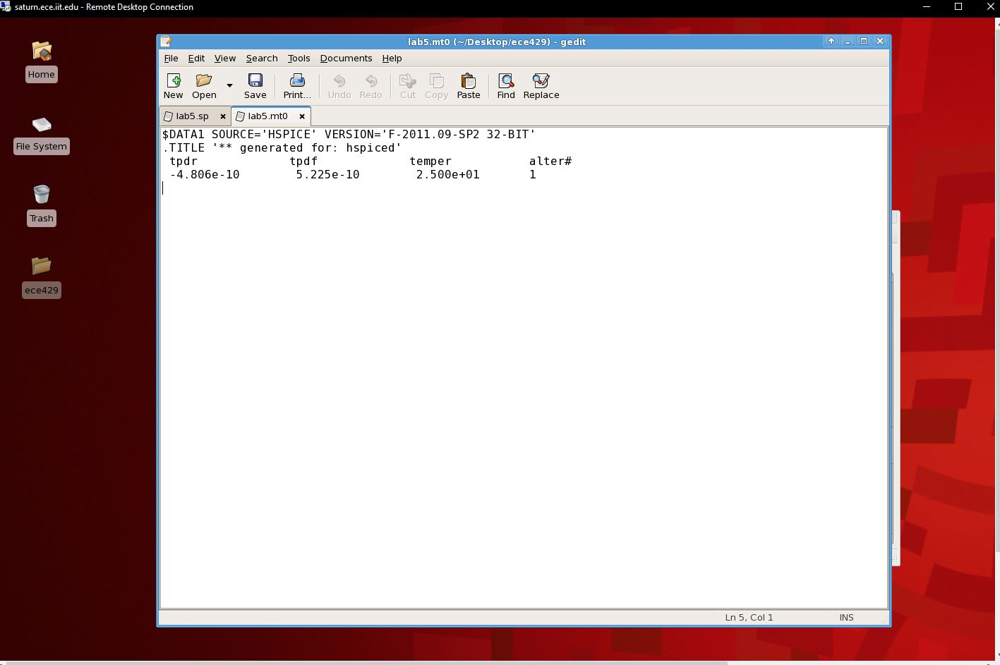 saturn.ece.iit.edu - Remote Desktop Connection
Home
File System
Trash
ece429
lab5.mt0 (~/Desktop/ece429) - gedit
File Edit View Search Tools Documents Help
New Open Save Print... Undo Redo Cut Copy Paste Find Replace
lab5.sp lab5.mt0
$DATA1 SOURCE='HSPICE' VERSION='F-2011.09-SP2 32-BIT'
.TITLE '** generated for: hspiced'
tpdr tpdf temper alter#
-4.806e-10 5.225e-10 2.500e+01 1
Ln 5, Col 1 INS